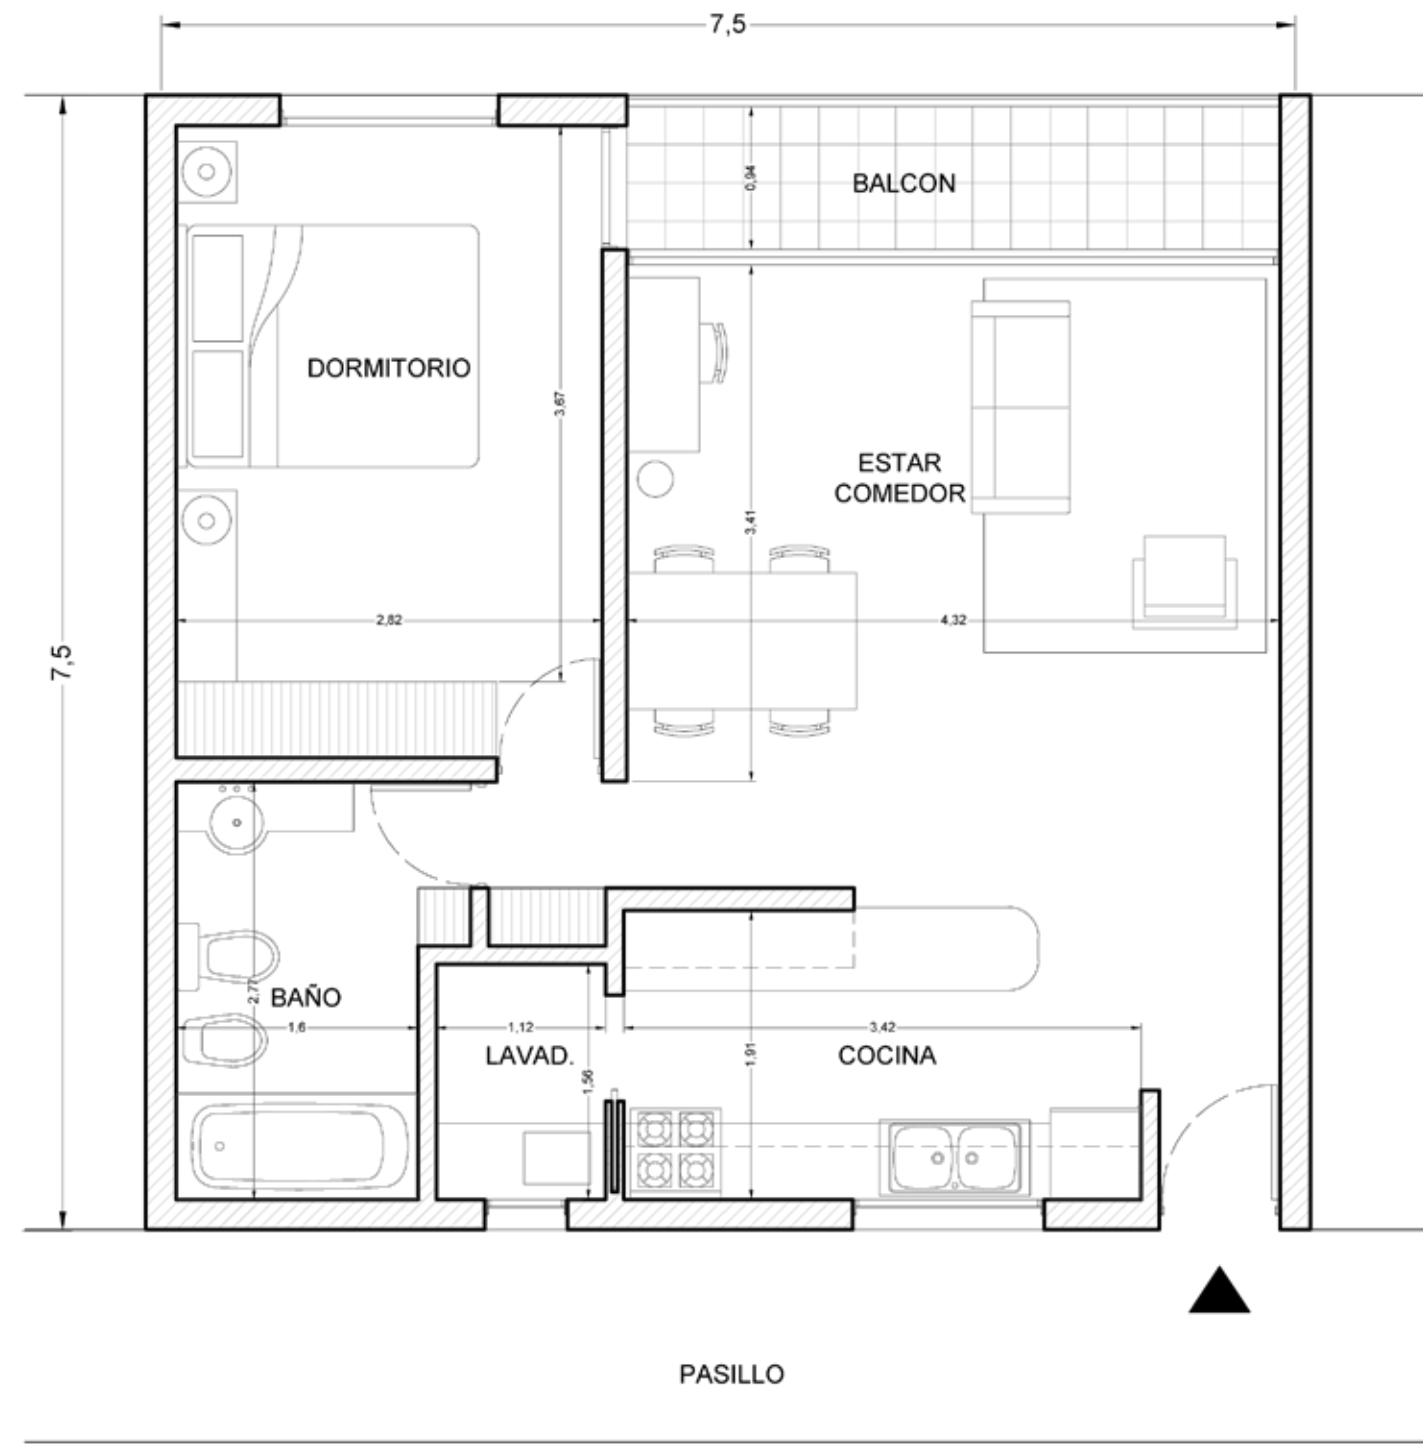 7,5
BALCON
0,94
DORMITORIO
3,67
ESTAR
COMEDOR
3,41
2,82
4,32
7,5
BAÑO
2,77
1,6
1,12
LAVAD.
1,56
3,42
COCINA
1,91
PASILLO